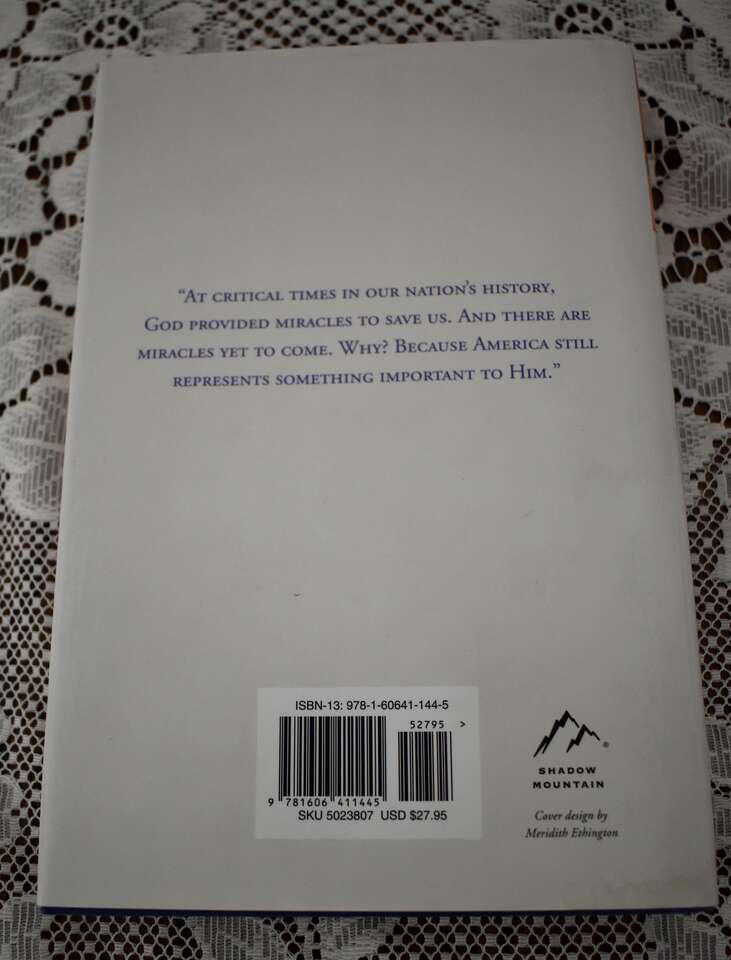 “At critical times in our nation’s history,
God provided miracles to save us. And there are
miracles yet to come. Why? Because America still
represents something important to Him.”
ISBN-13: 978-1-60641-144-5
52795 >
9 781606 411445
SKU 5023807 USD $27.95
®
SHADOW
MOUNTAIN
Cover design by
Meridith Ethington